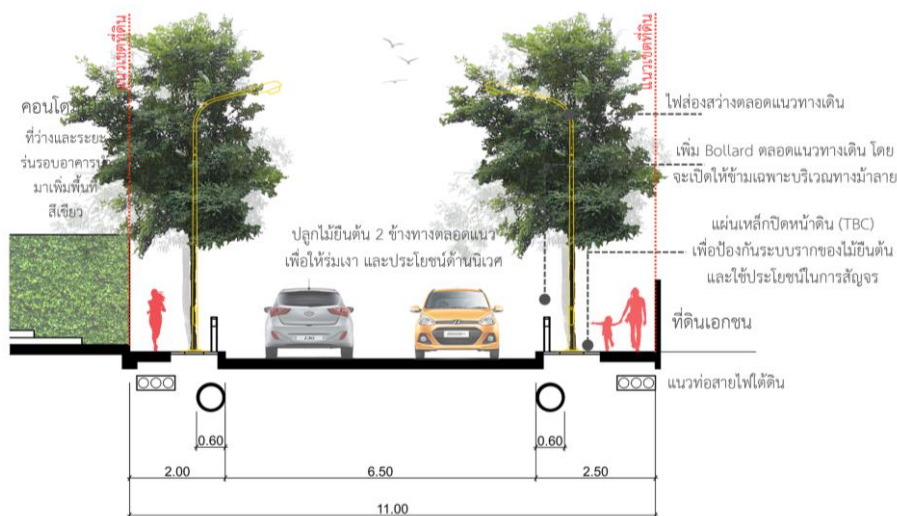 แนวเขตที่ดิน
คอนโด
ที่ว่างและระยะ
ร่นรอบอาคาร
มาเพิ่มพื้นที่
สีเขียว
ปลูกไม้ยืนต้น 2 ข้างทางตลอดแนว
เพื่อให้ร่มเงา และประโยชน์ด้านนิเวศ
แนวเขตที่ดิน
ไฟส่องสว่างตลอดแนวทางเดิน
เพิ่ม Bollard ตลอดแนวทางเดิน โดย
จะเปิดให้ข้ามเฉพาะบริเวณทางม้าลาย
แผ่นเหล็กปิดหน้าดิน (TBC)
เพื่อป้องกันระบบรากของไม้ยืนต้น
และใช้ประโยชน์ในการสัญจร
ที่ดินเอกชน
แนวท่อสายไฟใต้ดิน
0.60
0.60
2.00
6.50
2.50
11.00